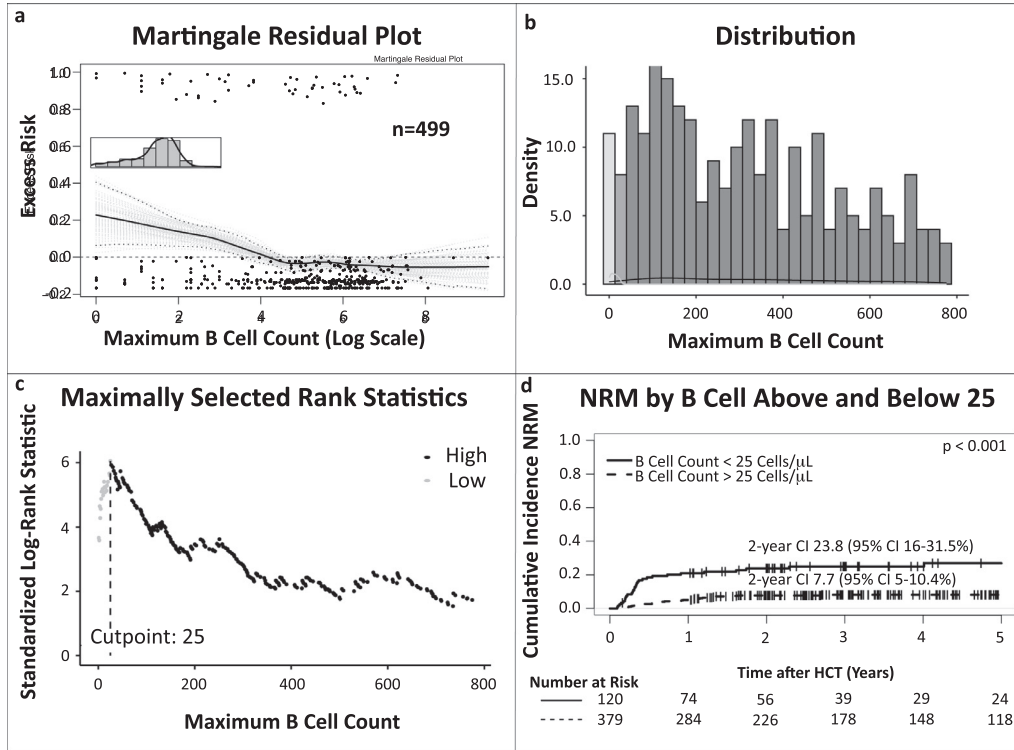 a
Martingale Residual Plot
Martingale Residual Plot
n=499
Excess Risk
1.0
0.8
0.6
0.4
0.2
0.0
-0.2
0 2 4 6 8
Maximum B Cell Count (Log Scale)
b
Distribution
Density
15.0
10.0
5.0
0.0
0 200 400 600 800
Maximum B Cell Count
c
Maximally Selected Rank Statistics
Standardized Log-Rank Statistic
High
Low
6
4
2
0
Cutpoint: 25
0 200 400 600 800
Maximum B Cell Count
d
NRM by B Cell Above and Below 25
Cumulative Incidence NRM
p < 0.001
B Cell Count < 25 Cells/μL
B Cell Count > 25 Cells/μL
1.0
0.8
0.6
0.4
0.2
0.0
2-year CI 23.8 (95% CI 16-31.5%)
2-year CI 7.7 (95% CI 5-10.4%)
0 1 2 3 4 5
Time after HCT (Years)
Number at Risk
120 74 56 39 29 24
379 284 226 178 148 118